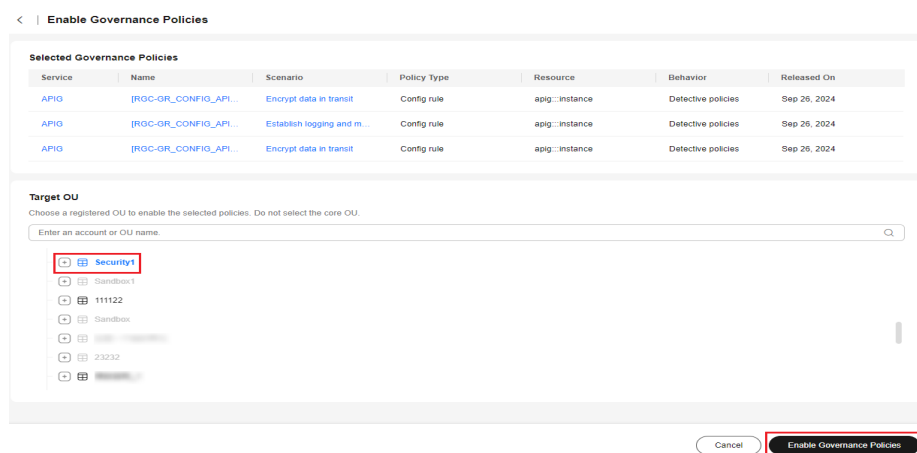 < | Enable Governance Policies
Selected Governance Policies
Service Name Scenario Policy Type Resource Behavior Released On
APIG [RGC-GR_CONFIG_API... Encrypt data in transit Config rule apig:::instance Detective policies Sep 26, 2024
APIG [RGC-GR_CONFIG_API... Establish logging and m... Config rule apig:::instance Detective policies Sep 26, 2024
APIG [RGC-GR_CONFIG_API... Encrypt data in transit Config rule apig:::instance Detective policies Sep 26, 2024
Target OU
Choose a registered OU to enable the selected policies. Do not select the core OU.
Enter an account or OU name.
Security1
Sandbox1
111122
Sandbox
23232
Cancel Enable Governance Policies